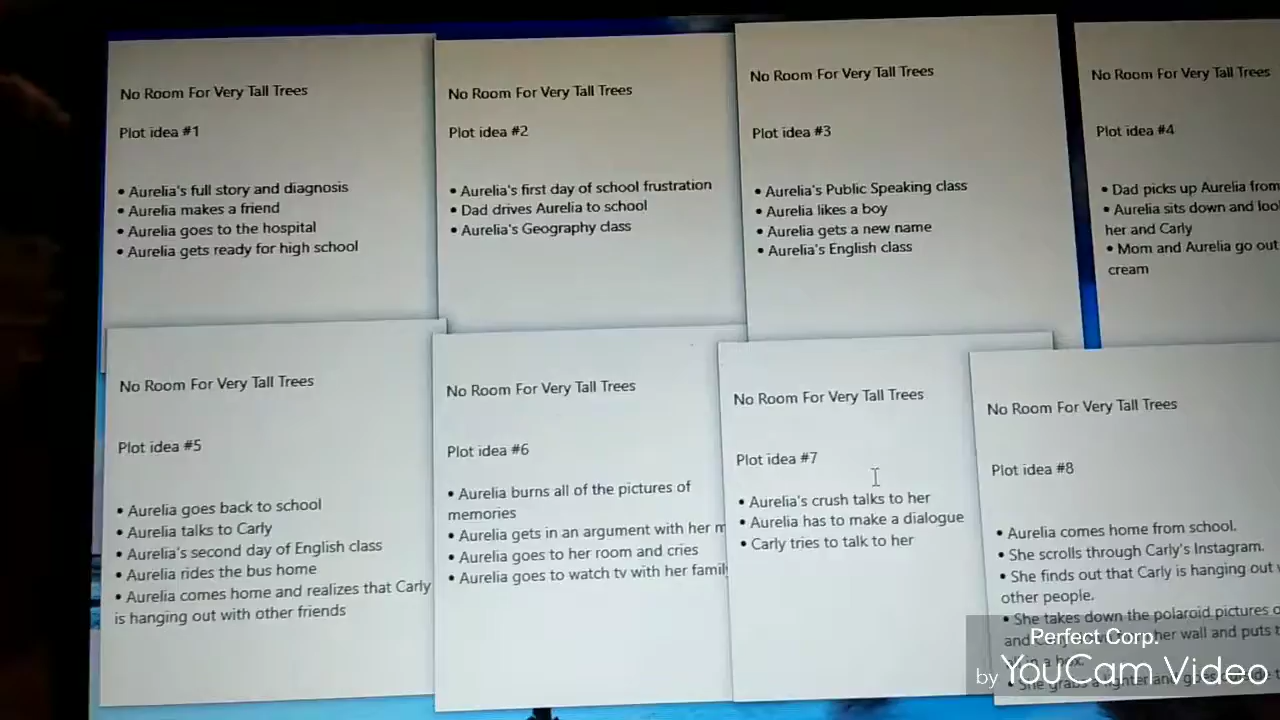 No Room For Very Tall Trees
Plot idea #1
• Aurelia's full story and diagnosis
• Aurelia makes a friend
• Aurelia goes to the hospital
• Aurelia gets ready for high school
No Room For Very Tall Trees
Plot idea #2
• Aurelia's first day of school frustration
• Dad drives Aurelia to school
• Aurelia's Geography class
No Room For Very Tall Trees
Plot idea #3
• Aurelia's Public Speaking class
• Aurelia likes a boy
• Aurelia gets a new name
• Aurelia's English class
No Room For Very Tall Trees
Plot idea #4
• Dad picks up Aurelia from
• Aurelia sits down and
her and Carly
• Mom and Aurelia go out
cream
No Room For Very Tall Trees
Plot idea #5
• Aurelia goes back to school
• Aurelia talks to Carly
• Aurelia's second day of English class
• Aurelia rides the bus home
• Aurelia comes home and realizes that Carly
is hanging out with other friends
No Room For Very Tall Trees
Plot idea #6
• Aurelia burns all of the pictures of
memories
• Aurelia gets in an argument with her
• Aurelia goes to her room and cries
• Aurelia goes to watch tv with her famil
No Room For Very Tall Trees
Plot idea #7
• Aurelia's crush talks to her
• Aurelia has to make a dialogue
• Carly tries to talk to her
No Room For Very Tall Trees
Plot idea #8
• Aurelia comes home from school.
• She scrolls through Carly's Instagram.
• She finds out that Carly is hanging out
other people.
• She takes down the polaroid pictures
and her wall and puts
in a box.
• She grabs a lighter and goes
Perfect Corp.
by YouCam Video